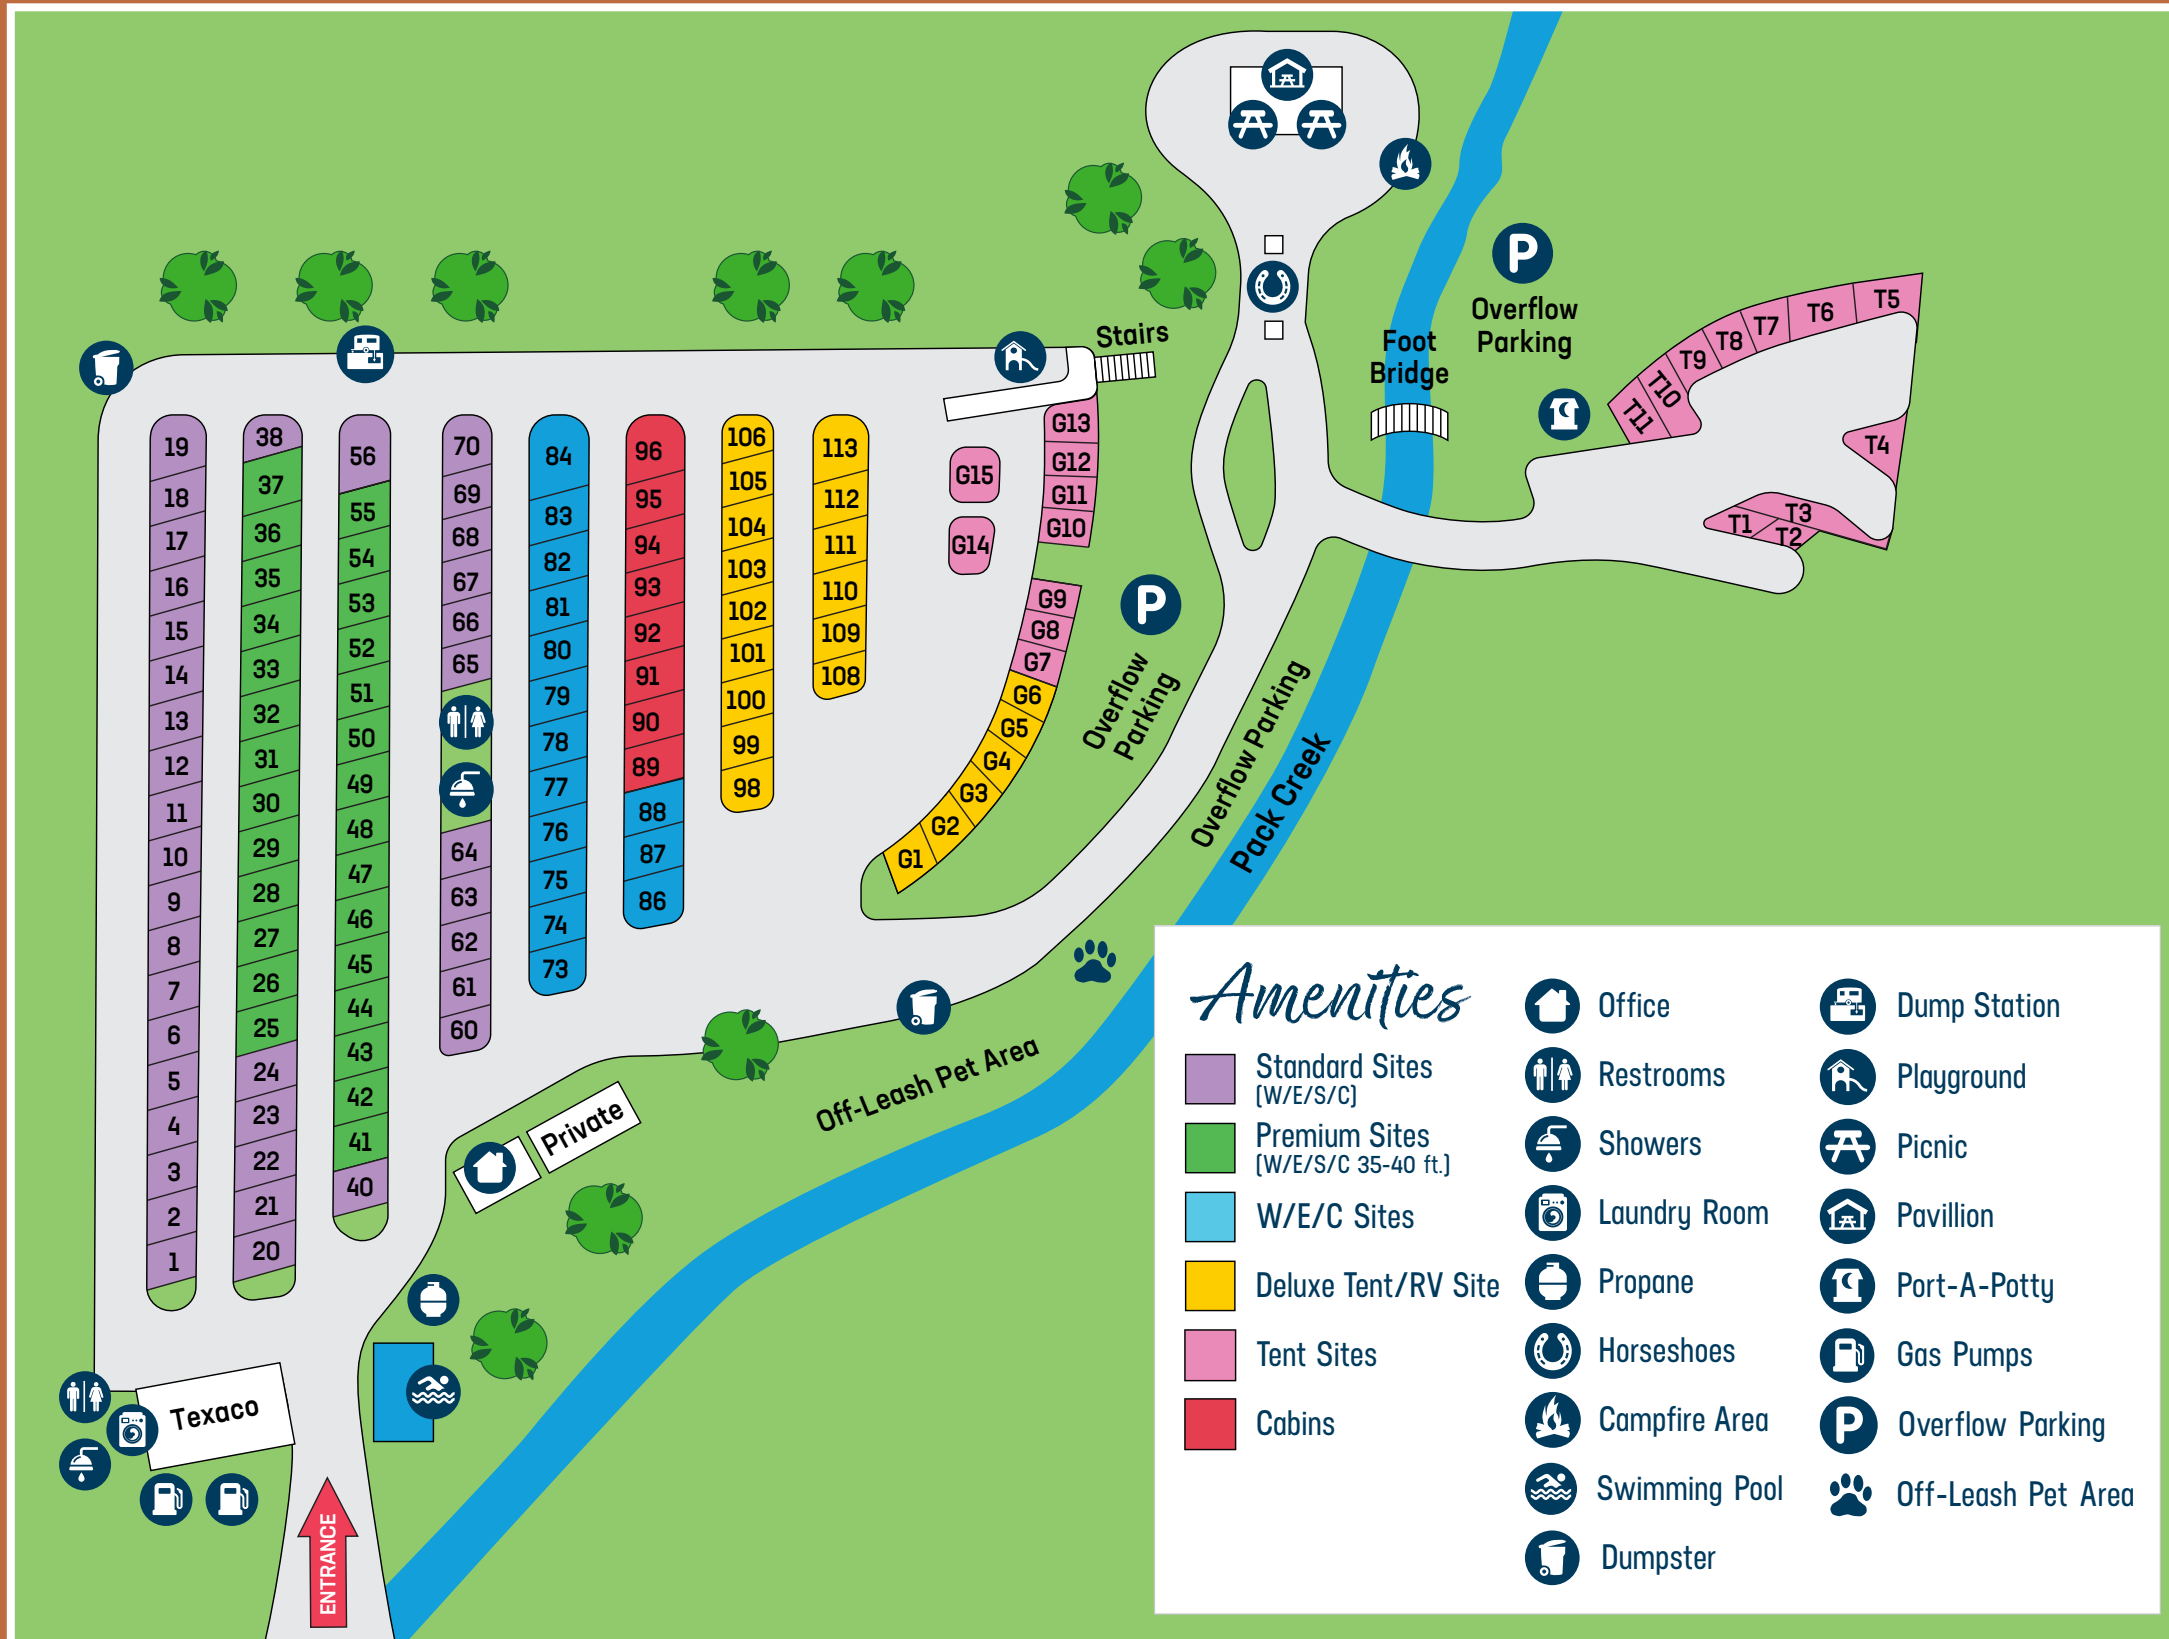 Stairs
Foot
Bridge
Overflow
Parking
19
18
17
16
15
14
13
12
11
10
9
8
7
6
5
4
3
2
1
38
37
36
35
34
33
32
31
30
29
28
27
26
25
24
23
22
21
20
56
55
54
53
52
51
50
49
48
47
46
45
44
43
42
41
40
70
69
68
67
66
65
64
63
62
61
60
84
83
82
81
80
79
78
77
76
75
74
73
96
95
94
93
92
91
90
89
88
87
86
106
105
104
103
102
101
100
99
98
113
112
111
110
109
108
G15
G14
G13
G12
G11
G10
G9
G8
G7
G6
G5
G4
G3
G2
G1
P
Overflow
Parking
Overflow Parking
Pack Creek
P
T5
T6
T7
T8
T9
T10
T11
T4
T3
T1
T2
Off-Leash Pet Area
Private
Texaco
ENTRANCE
Amenities
Standard Sites
(W/E/S/C)
Premium Sites
(W/E/S/C 35-40 ft.)
W/E/C Sites
Deluxe Tent/RV Site
Tent Sites
Cabins
Office
Restrooms
Showers
Laundry Room
Propane
Horseshoes
Campfire Area
Swimming Pool
Dumpster
Dump Station
Playground
Picnic
Pavillion
Port-A-Potty
Gas Pumps
P Overflow Parking
Off-Leash Pet Area